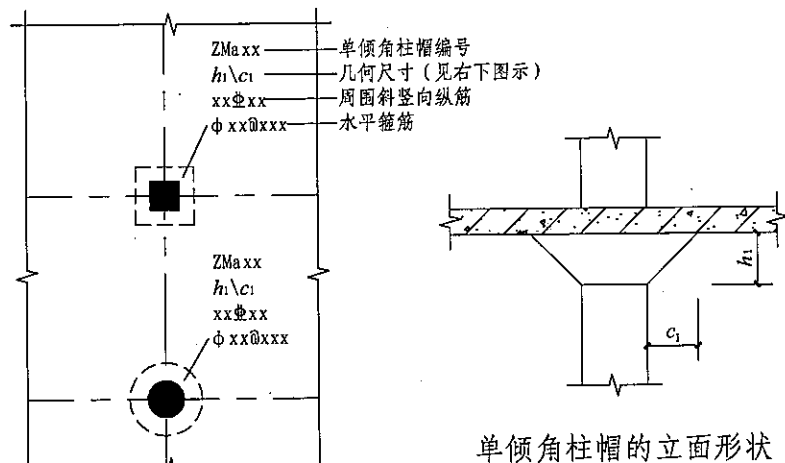 ZMaxx 单倾角柱帽编号
h₁\c₁ 几何尺寸（见右下图示）
xx⏀xx 周围斜竖向纵筋
ϕxx@xxx 水平箍筋
ZMaxx
h₁\c₁
xx⏀xx
ϕxx@xxx
h₁
c₁
单倾角柱帽的立面形状